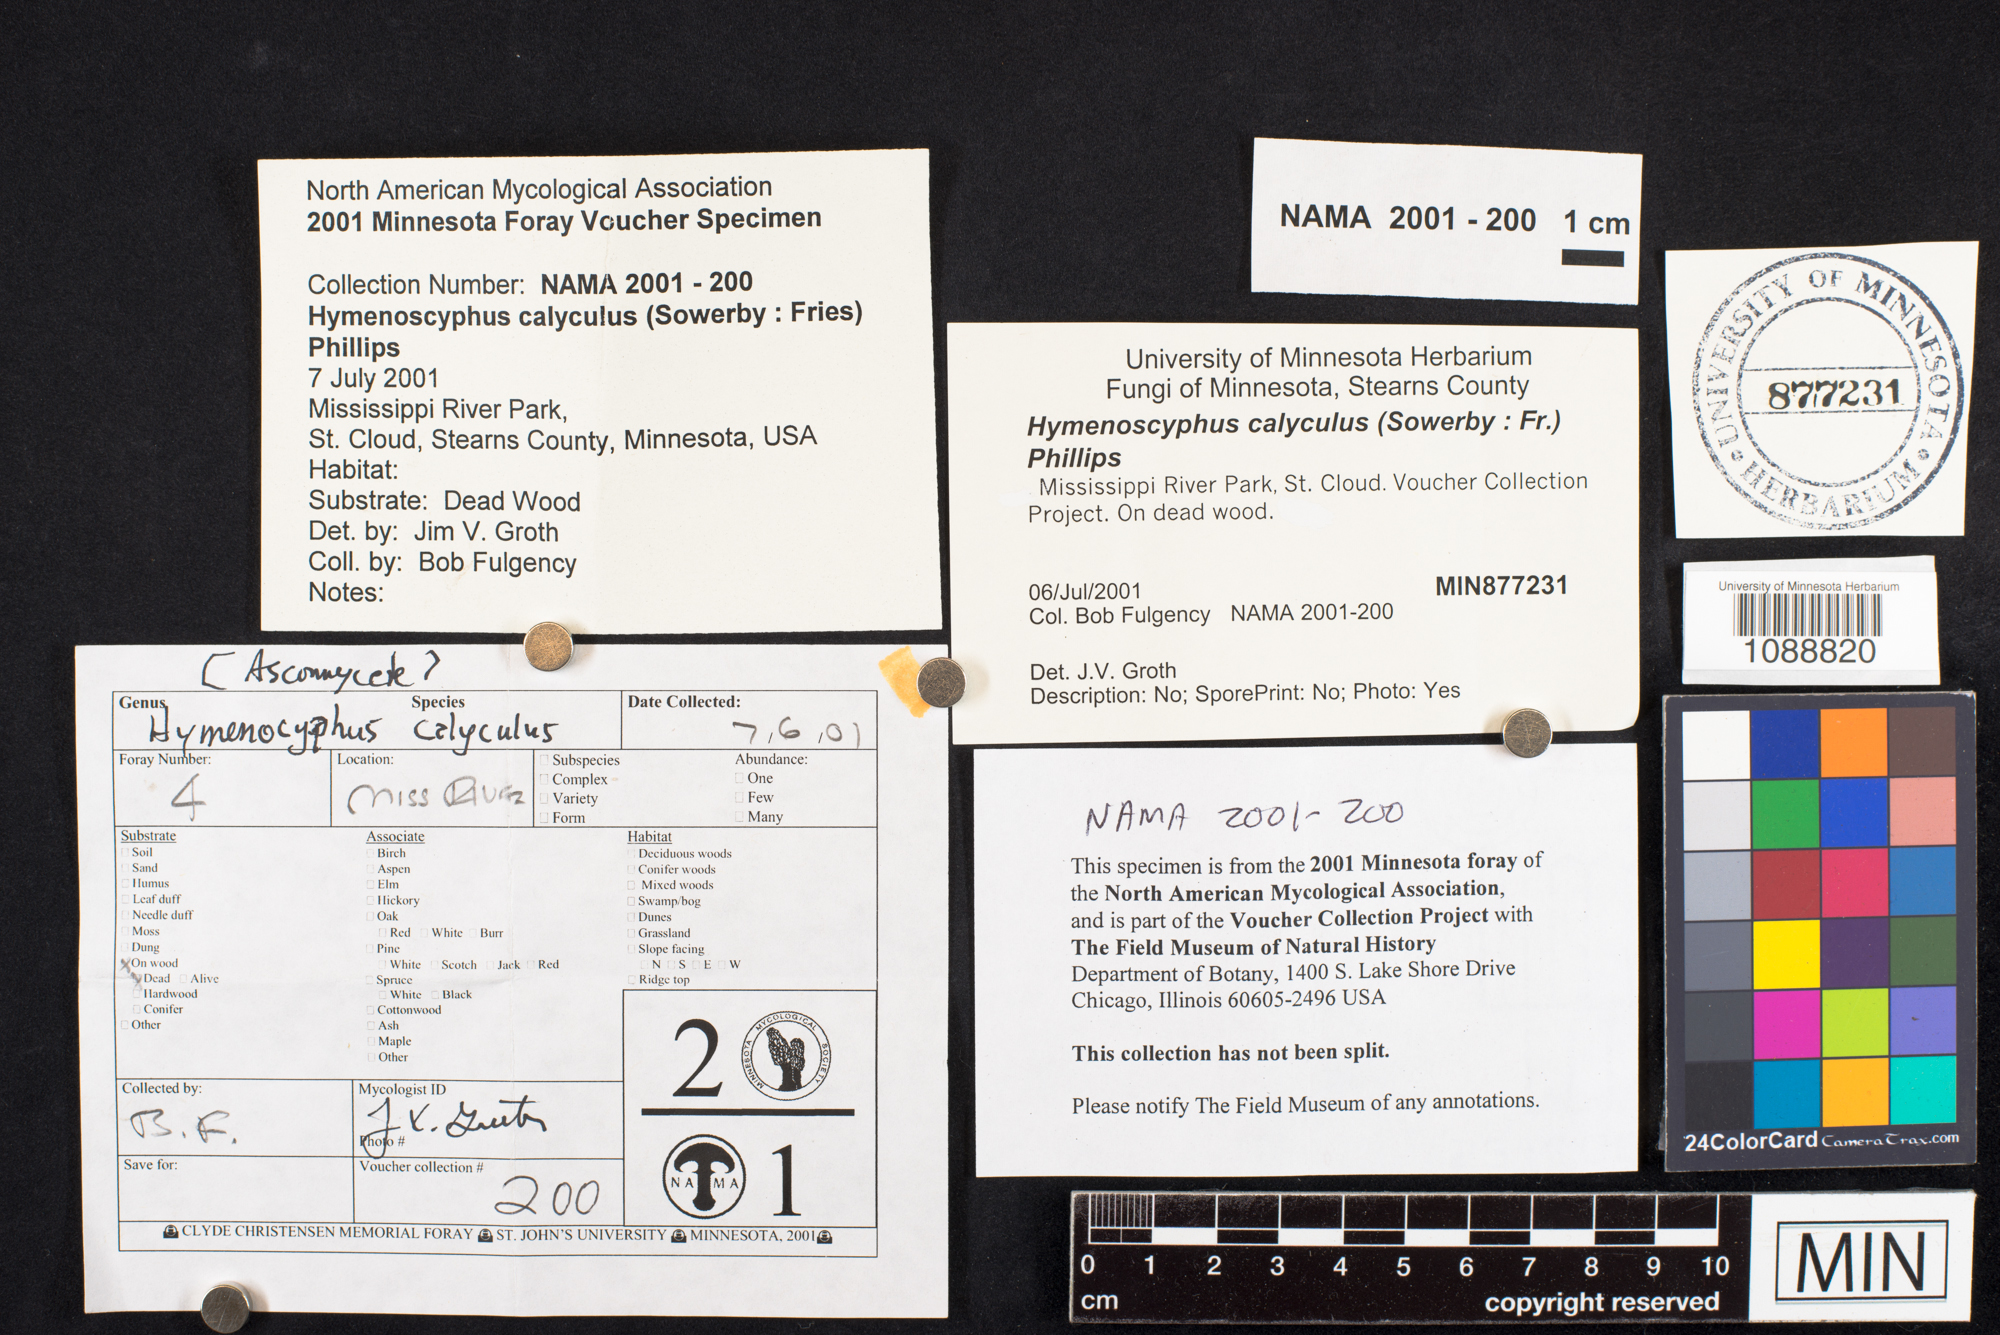 North American Mycological Association
2001 Minnesota Foray Voucher Specimen
Collection Number: NAMA 2001 - 200
Hymenoscyphus calyculus (Sowerby : Fries)
Phillips
7 July 2001
Mississippi River Park,
St. Cloud, Stearns County, Minnesota, USA
Habitat:
Substrate: Dead Wood
Det. by: Jim V. Groth
Coll. by: Bob Fulgency
Notes:
NAMA 2001 - 200 1 cm
UNIVERSITY OF MINNESOTA
877231
HERBARIUM
University of Minnesota Herbarium
Fungi of Minnesota, Stearns County
Hymenoscyphus calyculus (Sowerby : Fr.)
Phillips
Mississippi River Park, St. Cloud. Voucher Collection
Project. On dead wood.
06/Jul/2001
MIN877231
Col. Bob Fulgency NAMA 2001-200
Det. J.V. Groth
Description: No; SporePrint: No; Photo: Yes
University of Minnesota Herbarium
1088820
[Ascomycete?
Genus Species
Hymenocyphus calyculus
Date Collected:
7,6,01
Foray Number:
4
Location:
Miss River
Subspecies
Complex
Variety
Form
Abundance:
One
Few
Many
Substrate
Soil
Sand
Humus
Leaf duff
Needle duff
Moss
Dung
X On wood
X Dead Alive
Hardwood
Conifer
Other
Associate
Birch
Aspen
Elm
Hickory
Oak
Red White Burr
Pine
White Scotch Jack Red
Spruce
White Black
Cottonwood
Ash
Maple
Other
Habitat
Deciduous woods
Conifer woods
Mixed woods
Swamp/bog
Dunes
Grassland
Slope facing
N S E W
Ridge top
Collected by:
B.F.
Mycologist ID
J V. Groth
Photo #
Save for:
Voucher collection #
200
2
MINNESOTA MYCOLOGICAL SOCIETY
NAMA
1
CLYDE CHRISTENSEN MEMORIAL FORAY ST. JOHN'S UNIVERSITY MINNESOTA, 2001
NAMA 2001-200
This specimen is from the 2001 Minnesota foray of
the North American Mycological Association,
and is part of the Voucher Collection Project with
The Field Museum of Natural History
Department of Botany, 1400 S. Lake Shore Drive
Chicago, Illinois 60605-2496 USA
This collection has not been split.
Please notify The Field Museum of any annotations.
24ColorCard CameraTrax.com
0 1 2 3 4 5 6 7 8 9 10
cm
copyright reserved
MIN